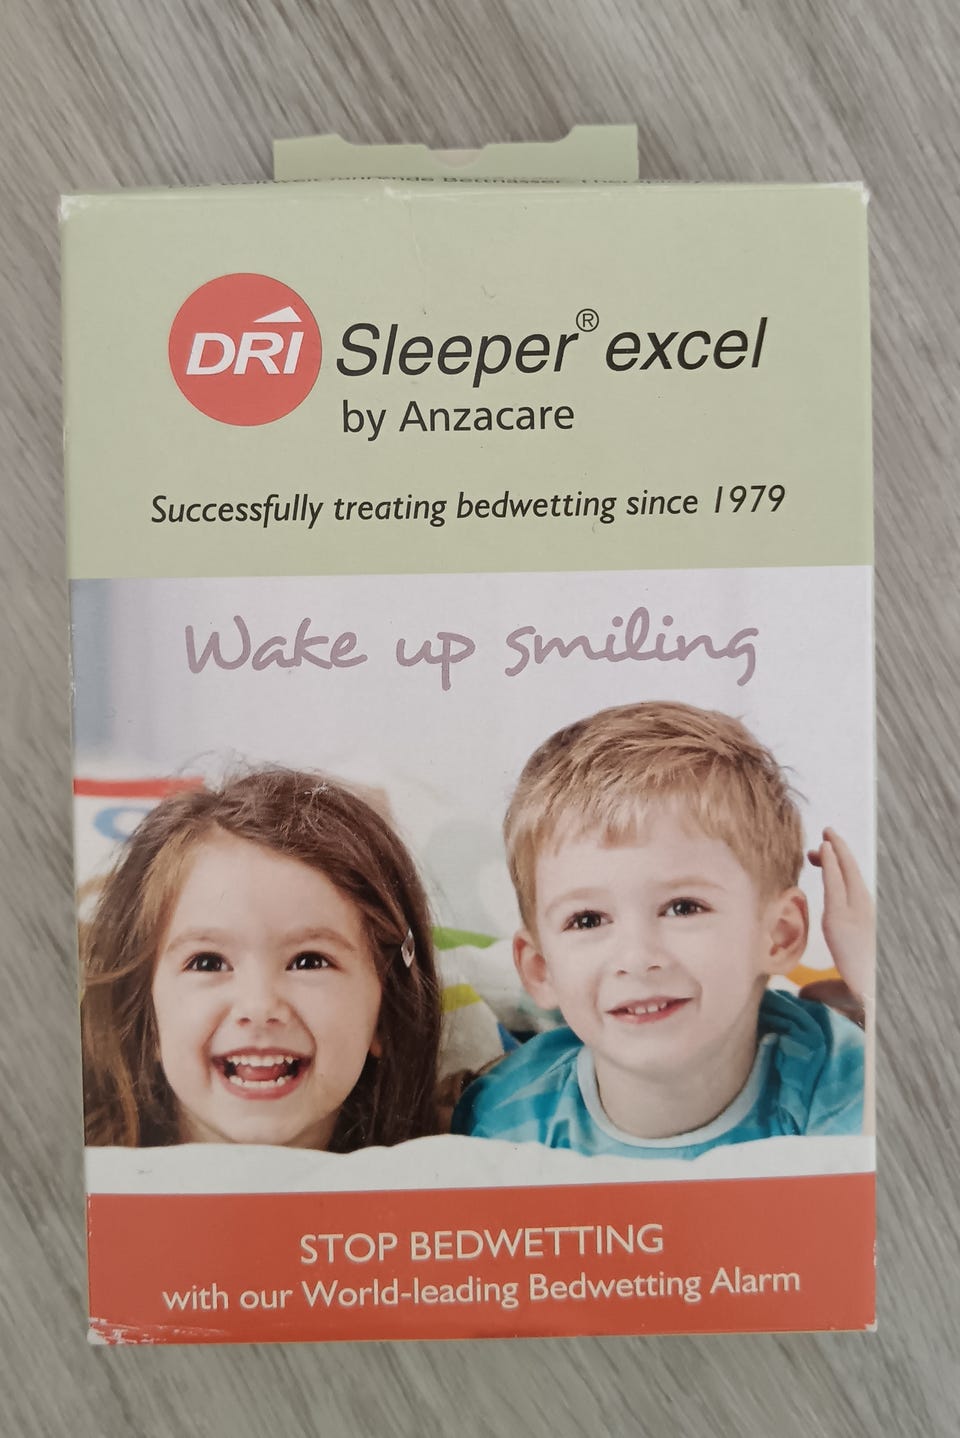 Bettnässer
DRI Sleeper® excel
by Anzacare
Successfully treating bedwetting since 1979
Wake up smiling
STOP BEDWETTING
with our World-leading Bedwetting Alarm